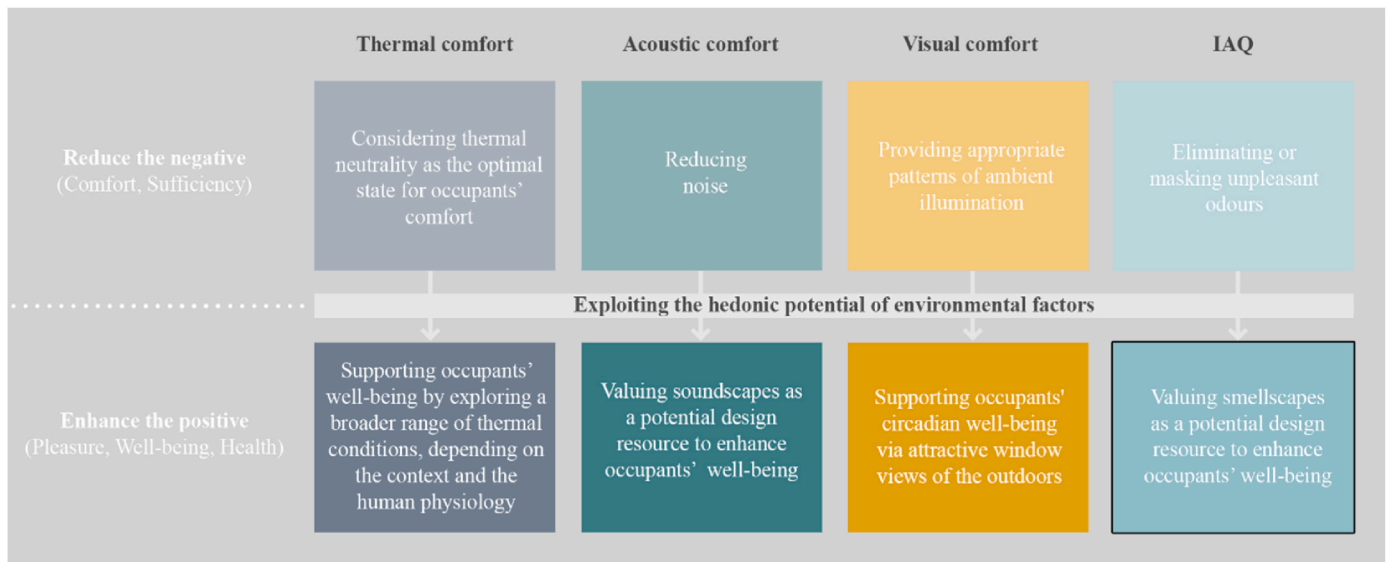 Thermal comfort
Acoustic comfort
Visual comfort
IAQ
Reduce the negative
(Comfort, Sufficiency)
Considering thermal
neutrality as the optimal
state for occupants’
comfort
Reducing
noise
Providing appropriate
patterns of ambient
illumination
Eliminating or
masking unpleasant
odours
Exploiting the hedonic potential of environmental factors
Enhance the positive
(Pleasure, Well-being, Health)
Supporting occupants’
well-being by exploring a
broader range of thermal
conditions, depending on
the context and the
human physiology
Valuing soundscapes as
a potential design
resource to enhance
occupants’ well-being
Supporting occupants'
circadian well-being
via attractive window
views of the outdoors
Valuing smellscapes
as a potential design
resource to enhance
occupants’ well-being